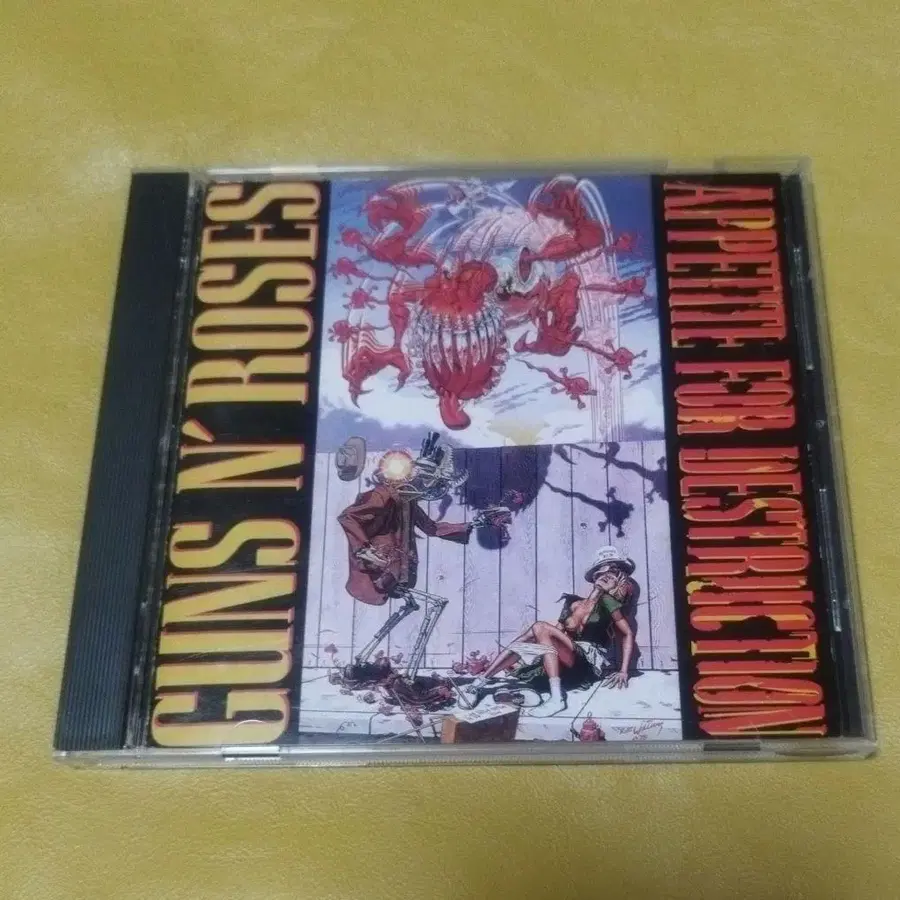 GUNS N' ROSES
APPETITE FOR DESTRUCTION